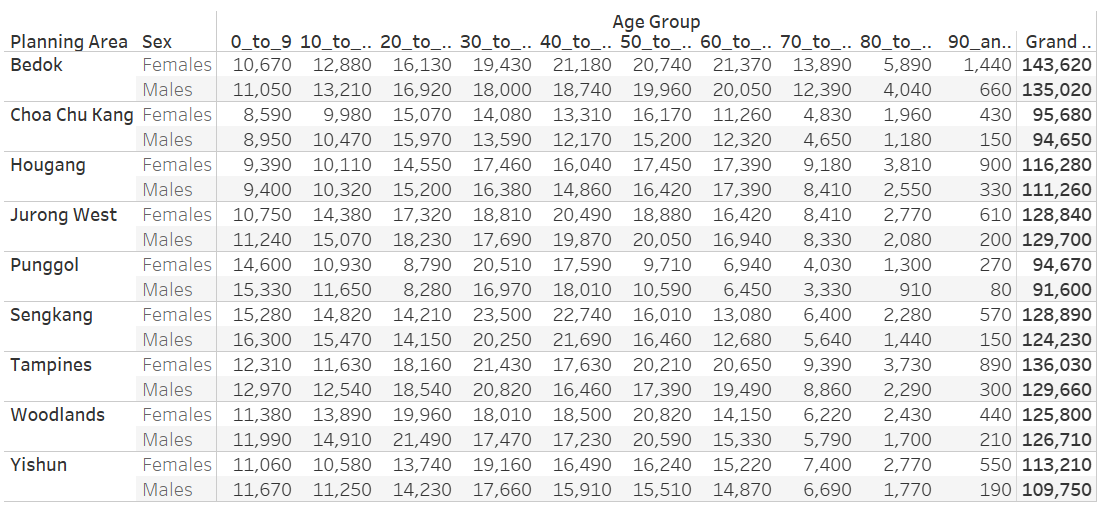 Age Group
Planning Area Sex 0_to_9 10_to_.. 20_to_.. 30_to_.. 40_to_.. 50_to_.. 60_to_.. 70_to_.. 80_to_.. 90_an.. Grand ..
Bedok Females 10,670 12,880 16,130 19,430 21,180 20,740 21,370 13,890 5,890 1,440 143,620
Males 11,050 13,210 16,920 18,000 18,740 19,960 20,050 12,390 4,040 660 135,020
Choa Chu Kang Females 8,590 9,980 15,070 14,080 13,310 16,170 11,260 4,830 1,960 430 95,680
Males 8,950 10,470 15,970 13,590 12,170 15,200 12,320 4,650 1,180 150 94,650
Hougang Females 9,390 10,110 14,550 17,460 16,040 17,450 17,390 9,180 3,810 900 116,280
Males 9,400 10,320 15,200 16,380 14,860 16,420 17,390 8,410 2,550 330 111,260
Jurong West Females 10,750 14,380 17,320 18,810 20,490 18,880 16,420 8,410 2,770 610 128,840
Males 11,240 15,070 18,230 17,690 19,870 20,050 16,940 8,330 2,080 200 129,700
Punggol Females 14,600 10,930 8,790 20,510 17,590 9,710 6,940 4,030 1,300 270 94,670
Males 15,330 11,650 8,280 16,970 18,010 10,590 6,450 3,330 910 80 91,600
Sengkang Females 15,280 14,820 14,210 23,500 22,740 16,010 13,080 6,400 2,280 570 128,890
Males 16,300 15,470 14,150 20,250 21,690 16,460 12,680 5,640 1,440 150 124,230
Tampines Females 12,310 11,630 18,160 21,430 17,630 20,210 20,650 9,390 3,730 890 136,030
Males 12,970 12,540 18,540 20,820 16,460 17,390 19,490 8,860 2,290 300 129,660
Woodlands Females 11,380 13,890 19,960 18,010 18,500 20,820 14,150 6,220 2,430 440 125,800
Males 11,990 14,910 21,490 17,470 17,230 20,590 15,330 5,790 1,700 210 126,710
Yishun Females 11,060 10,580 13,740 19,160 16,490 16,240 15,220 7,400 2,770 550 113,210
Males 11,670 11,250 14,230 17,660 15,910 15,510 14,870 6,690 1,770 190 109,750